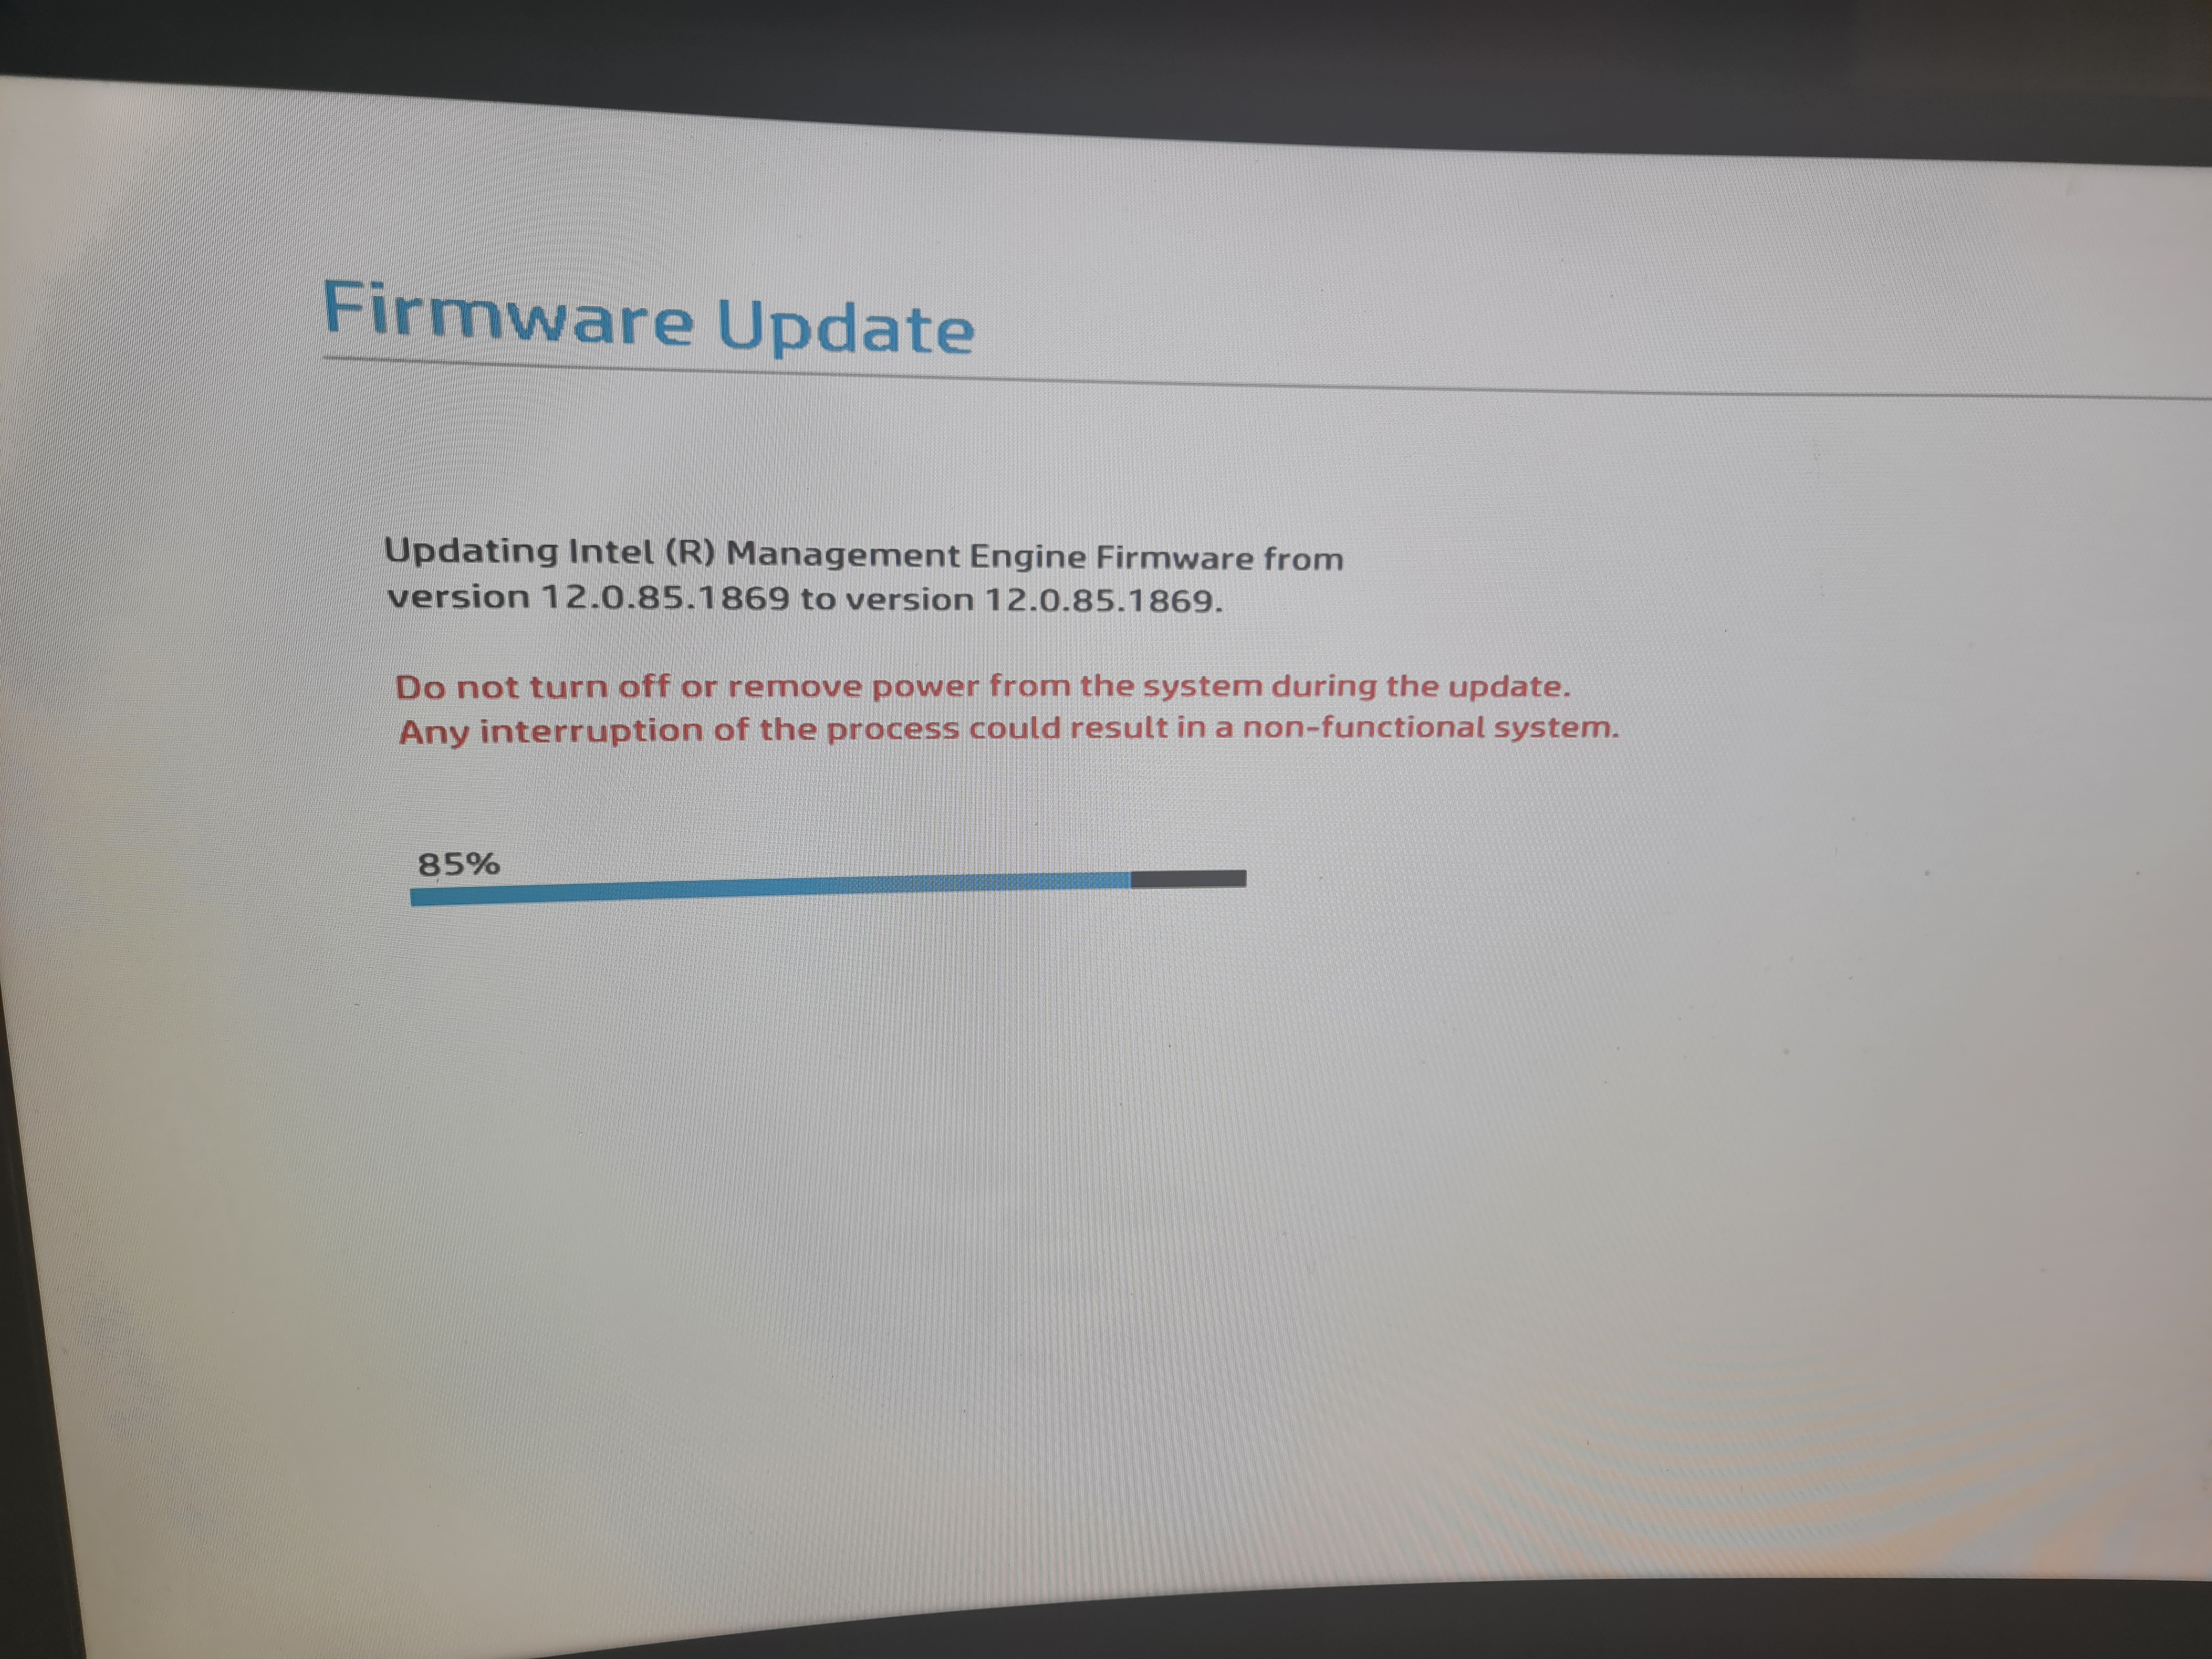 Firmware Update
Updating Intel (R) Management Engine Firmware from
version 12.0.85.1869 to version 12.0.85.1869.
Do not turn off or remove power from the system during the update.
Any interruption of the process could result in a non-functional system.
85%